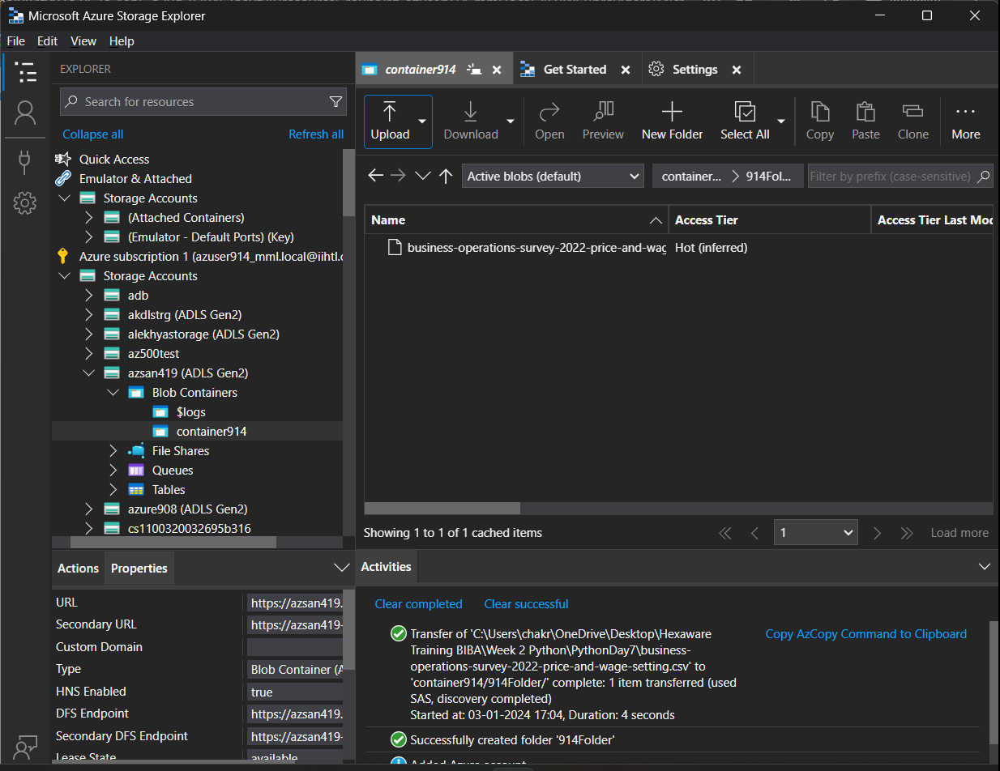 Microsoft Azure Storage Explorer
File Edit View Help
EXPLORER
Search for resources
Collapse all Refresh all
Quick Access
Emulator & Attached
Storage Accounts
(Attached Containers)
(Emulator - Default Ports) (Key)
Azure subscription 1 (azuser914_mml.local@iihtl.c
Storage Accounts
adb
akdlstrg (ADLS Gen2)
alekhyastorage (ADLS Gen2)
az500test
azsan419 (ADLS Gen2)
Blob Containers
$logs
container914
File Shares
Queues
Tables
azure908 (ADLS Gen2)
cs1100320032695b316
Actions Properties
URL https://azsan419.
Secondary URL https://azsan419-
Custom Domain
Type Blob Container (A
HNS Enabled true
DFS Endpoint https://azsan419.
Secondary DFS Endpoint https://azsan419-
Lease State available
container914 Get Started Settings
Upload Download Open Preview New Folder Select All Copy Paste Clone More
Active blobs (default) container... 914Fol... Filter by prefix (case-sensitive)
Name Access Tier Access Tier Last Mod
business-operations-survey-2022-price-and-wag Hot (inferred)
Showing 1 to 1 of 1 cached items 1 Load more
Activities
Clear completed Clear successful
Transfer of 'C:\Users\chakr\OneDrive\Desktop\Hexaware Copy AzCopy Command to Clipboard
Training BIBA\Week 2 Python\PythonDay7\business-
operations-survey-2022-price-and-wage-setting.csv' to
'container914/914Folder/' complete: 1 item transferred (used
SAS, discovery completed)
Started at: 03-01-2024 17:04, Duration: 4 seconds
Successfully created folder '914Folder'
Added Azure account